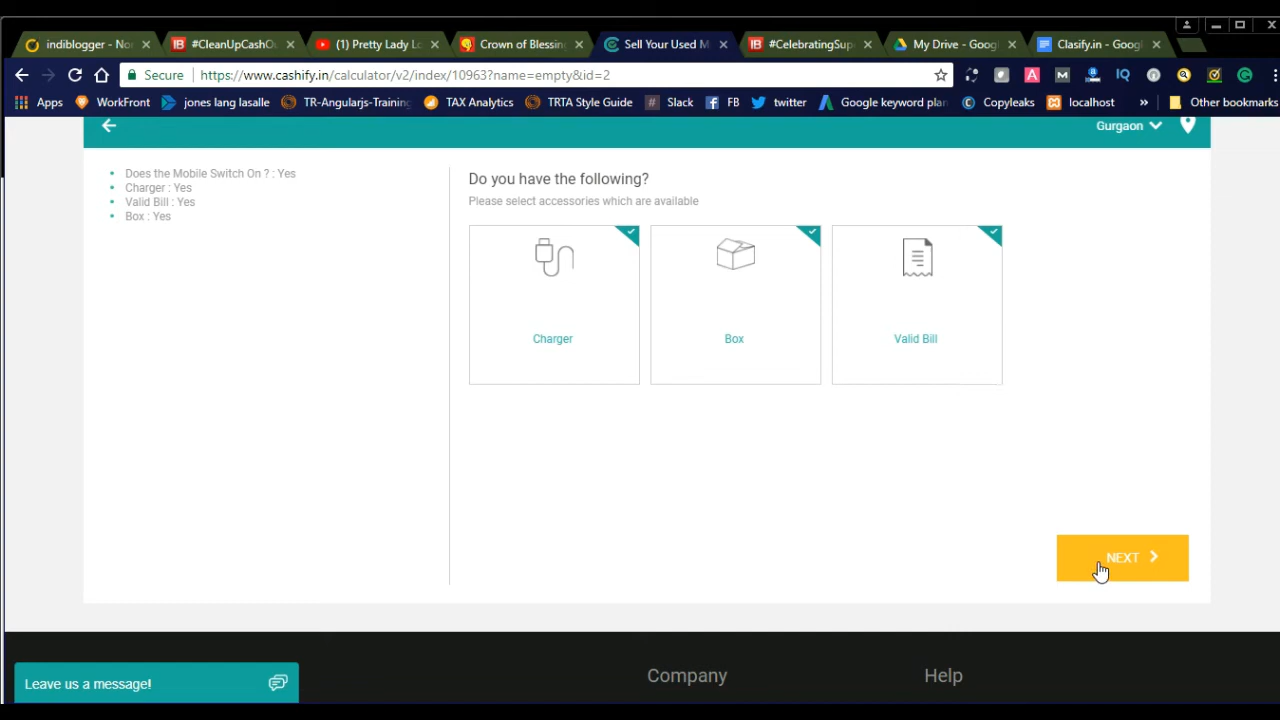 indiblogger - Nor
#CleanUpCashO
(1) Pretty Lady Lo
Crown of Blessin
Sell Your Used M
#CelebratingSup
My Drive - Googl
Clasify.in - Goog
Secure
https://www.cashify.in/calculator/v2/index/10963?name=empty&id=2
Apps
WorkFront
jones lang lasalle
TR-Angularjs-Training
TAX Analytics
TRTA Style Guide
Slack
FB
twitter
Google keyword plan
Copyleaks
localhost
»
Other bookmarks
Gurgaon
Does the Mobile Switch On ? : Yes
Charger : Yes
Valid Bill : Yes
Box : Yes
Do you have the following?
Please select accessories which are available
Charger
Box
Valid Bill
NEXT
Leave us a message!
Company
Help